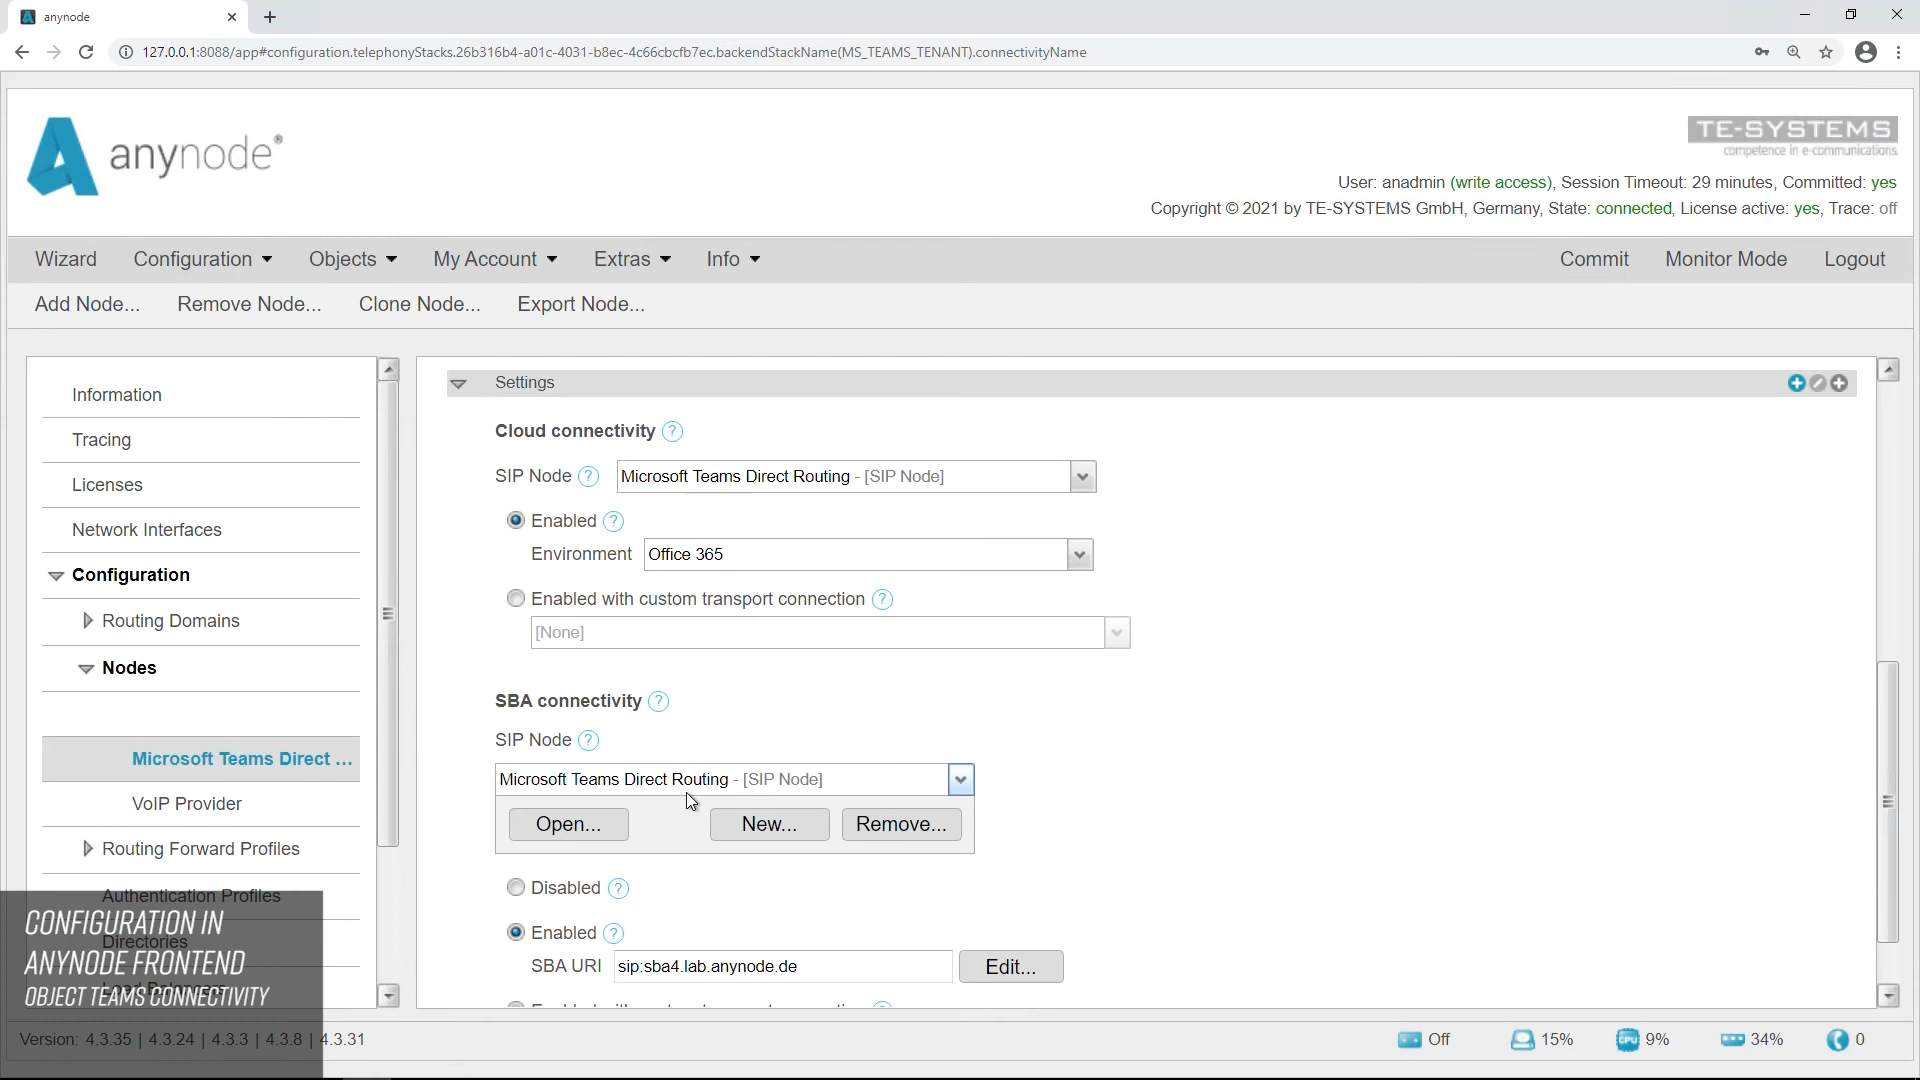 anynode
127.0.0.1:8088/app#configuration.telephonyStacks.26b316b4-a01c-4031-b8ec-4c66cbcfb7ec.backendStackName(MS_TEAMS_TENANT).connectivityName
anynode®
TE-SYSTEMS
competence in e-communications.
User: anadmin (write access), Session Timeout: 29 minutes, Committed: yes
Copyright © 2021 by TE-SYSTEMS GmbH, Germany, State: connected, License active: yes, Trace: off
Wizard Configuration Objects My Account Extras Info Commit Monitor Mode Logout
Add Node... Remove Node... Clone Node... Export Node...
Information
Tracing
Licenses
Network Interfaces
Configuration
Routing Domains
Nodes
Microsoft Teams Direct ...
VoIP Provider
Routing Forward Profiles
Authentication Profiles
Directories
Load Balancers
Settings
Cloud connectivity ?
SIP Node ? Microsoft Teams Direct Routing - [SIP Node]
Enabled ?
Environment Office 365
Enabled with custom transport connection ?
[None]
SBA connectivity ?
SIP Node ?
Microsoft Teams Direct Routing - [SIP Node]
Open... New... Remove...
Disabled ?
Enabled ?
SBA URI sip:sba4.lab.anynode.de Edit...
CONFIGURATION IN
ANYNODE FRONTEND
OBJECT TEAMS CONNECTIVITY
Version: 4.3.35 | 4.3.24 | 4.3.3 | 4.3.8 | 4.3.31
Off 15% CPU 9% 34% 0